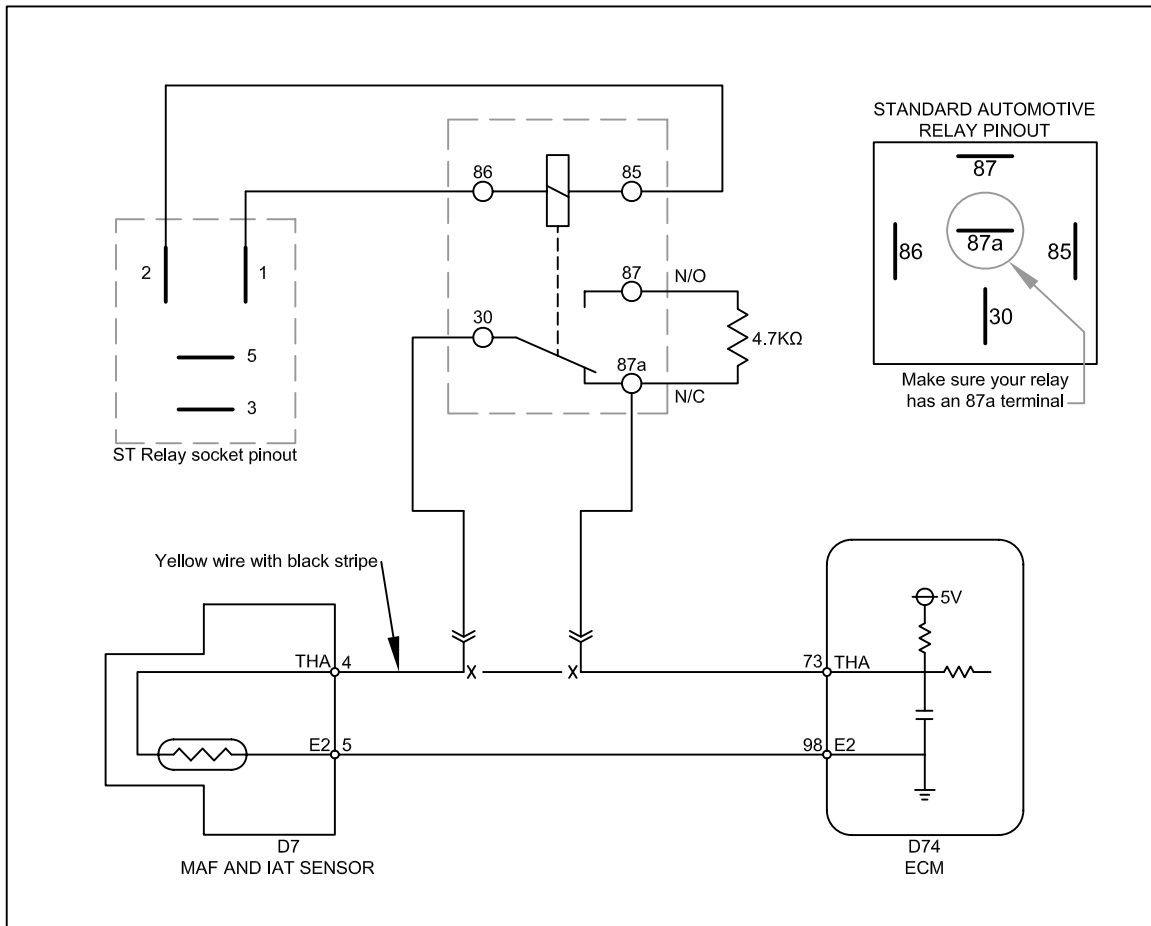 STANDARD AUTOMOTIVE
RELAY PINOUT
87
87a
86
85
30
Make sure your relay
has an 87a terminal
86
85
87
N/O
30
87a
N/C
4.7KΩ
2
1
5
3
ST Relay socket pinout
Yellow wire with black stripe
THA 4
E2 5
D7
MAF AND IAT SENSOR
X
X
5V
73 THA
98 E2
D74
ECM